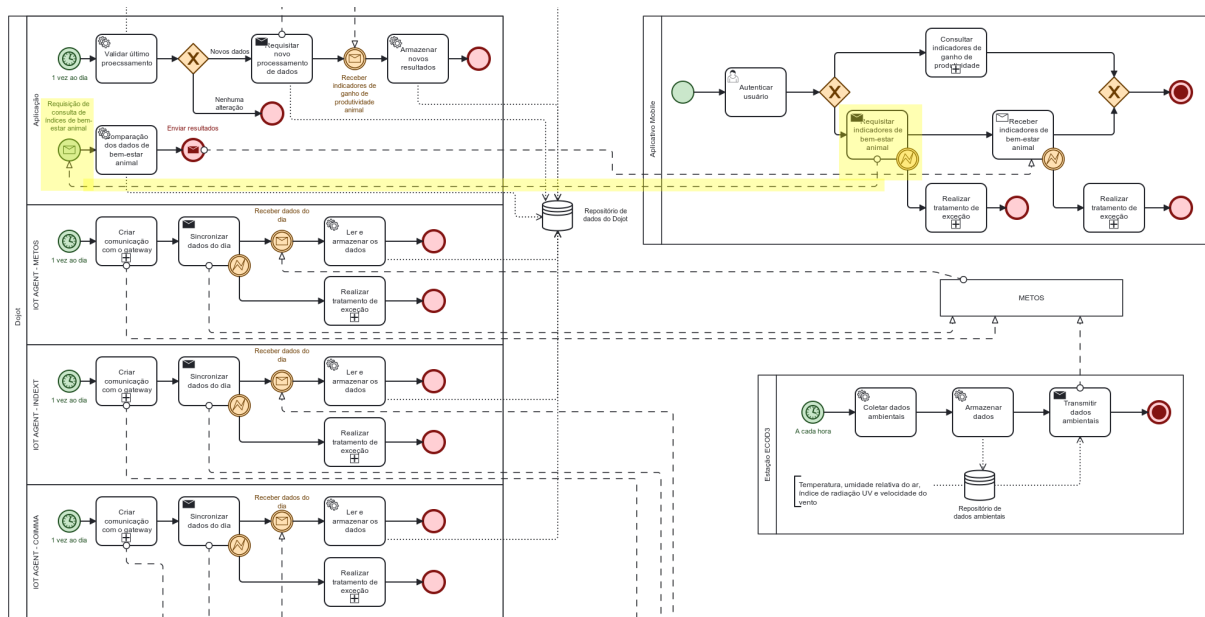 Dojot
Aplicação
1 vez ao dia
Validar último
proecssamento
Novos dados
Nenhuma
alteração
Requisitar
novo
processamento
de dados
Receber
indicadores de
ganho de
produtividade
animal
Armazenar
novos
resultados
Requisição de
consulta de
índices de bem-
estar animal
Comparação
dos dados de
bem-estar
animal
Enviar resultados
Repositório de
dados do Dojot
IOT AGENT - METOS
1 vez ao dia
Criar
comunicação
com o gateway
Sincronizar
dados do dia
Receber dados do
dia
Ler e
armazenar os
dados
Realizar
tratamento de
exceção
IOT AGENT - INDEXT
1 vez ao dia
Criar
comunicação
com o gateway
Sincronizar
dados do dia
Receber dados do
dia
Ler e
armazenar os
dados
Realizar
tratamento de
exceção
IOT AGENT - COIMMA
1 vez ao dia
Criar
comunicação
com o gateway
Sincronizar
dados do dia
Receber dados do
dia
Ler e
armazenar os
dados
Realizar
tratamento de
exceção
Aplicativo Mobile
Autenticar
usuário
Consultar
indicadores de
ganho de
produtividade
Requisitar
indicadores de
bem-estar
animal
Receber
indicadores de
bem-estar
animal
Realizar
tratamento de
exceção
Realizar
tratamento de
exceção
METOS
Estação ECOD3
A cada hora
Coletar dados
ambientais
Armazenar
dados
Transmitir
dados
ambientais
Temperatura, umidade relativa do ar,
índice de radiação UV e velocidade do
vento
Repositório de
dados ambientais